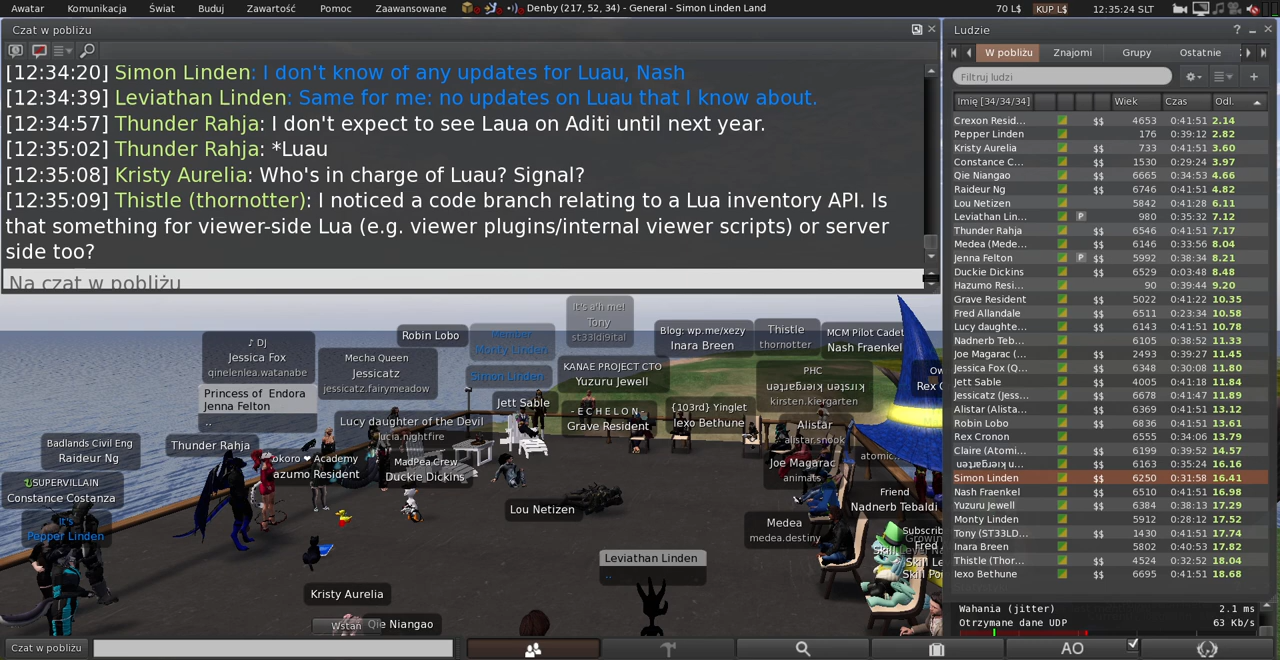 Awatar Komunikacja Świat Buduj Zawartość Pomoc Zaawansowane Denby (217, 52, 34) - General - Simon Linden Land 70 L$ KUP L$ 12:35:24 SLT
Czat w pobliżu
[12:34:20] Simon Linden: I don't know of any updates for Luau, Nash
[12:34:39] Leviathan Linden: Same for me: no updates on Luau that I know about.
[12:34:57] Thunder Rahja: I don't expect to see Laua on Aditi until next year.
[12:35:02] Thunder Rahja: *Luau
[12:35:08] Kristy Aurelia: Who's in charge of Luau? Signal?
[12:35:09] Thistle (thornotter): I noticed a code branch relating to a Lua inventory API. Is
that something for viewer-side Lua (e.g. viewer plugins/internal viewer scripts) or server
side too?
Na czat w pobliżu
It's a'h me!
Tony
st33ldi9ital
Robin Lobo
Member
Monty Linden
Blog: wp.me/xezy
Inara Breen
Thistle
thornotter
MCM Pilot Cadet
Nash Fraenkel
♪ DJ
Jessica Fox
qinelenlea.watanabe
Mecha Queen
Jessicatz
jessicatz.fairymeadow
Simon Linden
KANAE PROJECT CTO
Yuzuru Jewell
PHC
kirsten.kiergarten
Ow
Rex C
Princess of Endora
Jenna Felton
..
Jett Sable
- E C H E L O N -
Grave Resident
{103rd} Yinglet
Iexo Bethune
Lucy daughter of the Devil
lucia.nightfire
Alistar
alistar.snook
Badlands Civil Eng
Raideur Ng
Thunder Rahja
okoro ❤ Academy
azumo Resident
MadPea Crew
Duckie Dickins
Joe Magarac
animats
atomic
SUPERVILLAIN
Constance Costanza
Friend
Nadnerb Tebaldi
Lou Netizen
It's
Pepper Linden
Medea
medea.destiny
Subscrib
Growin
Fred
Skill Level
Skill Le
Skill Poi
Leviathan Linden
..
Kristy Aurelia
Wstań
Qie Niangao
Czat w pobliżu
AO
Ludzie
W pobliżu Znajomi Grupy Ostatnie
Filtruj ludzi
Imię [34/34/34] Wiek Czas Odl.
Crexon Resid... $$ 4653 0:41:51 2.14
Pepper Linden 176 0:39:12 2.82
Kristy Aurelia $$ 733 0:41:51 3.60
Constance C... $$ 1530 0:29:24 3.97
Qie Niangao $$ 6665 0:34:53 4.66
Raideur Ng $$ 6746 0:41:51 4.82
Lou Netizen 5842 0:41:28 6.11
Leviathan Lin... P 980 0:35:32 7.12
Thunder Rahja $$ 6546 0:41:51 7.17
Medea (Mede... $$ 6146 0:33:56 8.04
Jenna Felton P $$ 5992 0:38:34 8.21
Duckie Dickins $$ 6529 0:03:48 8.48
Hazumo Resi... 90 0:39:44 9.20
Grave Resident $$ 5022 0:41:22 10.35
Fred Allandale $$ 6511 0:23:34 10.58
Lucy daughte... $$ 6143 0:41:51 10.78
Nadnerb Teb... 6105 0:38:52 11.33
Joe Magarac (... $$ 2493 0:39:27 11.45
Jessica Fox (Q... $$ 6348 0:30:08 11.80
Jett Sable $$ 4005 0:41:18 11.84
Jessicatz (Jess... $$ 6678 0:41:47 11.89
Alistar (Alista... $$ 6369 0:41:51 13.12
Robin Lobo $$ 6836 0:41:51 13.61
Rex Cronon 6555 0:34:06 13.79
Claire (Atomi... $$ 6199 0:39:52 14.57
$$ 6163 0:35:24 16.16
Simon Linden $$ 6250 0:31:58 16.41
Nash Fraenkel $$ 6510 0:41:51 16.98
Yuzuru Jewell $$ 6384 0:38:13 17.29
Monty Linden 5912 0:28:12 17.52
Tony (ST33LD... $$ 1430 0:41:51 17.74
Inara Breen 5802 0:40:53 17.82
Thistle (Thor... $$ 4524 0:32:52 18.04
Iexo Bethune $$ 6695 0:41:51 18.68
Wahania (jitter) 2.1 ms
Otrzymane dane UDP 63 Kb/s